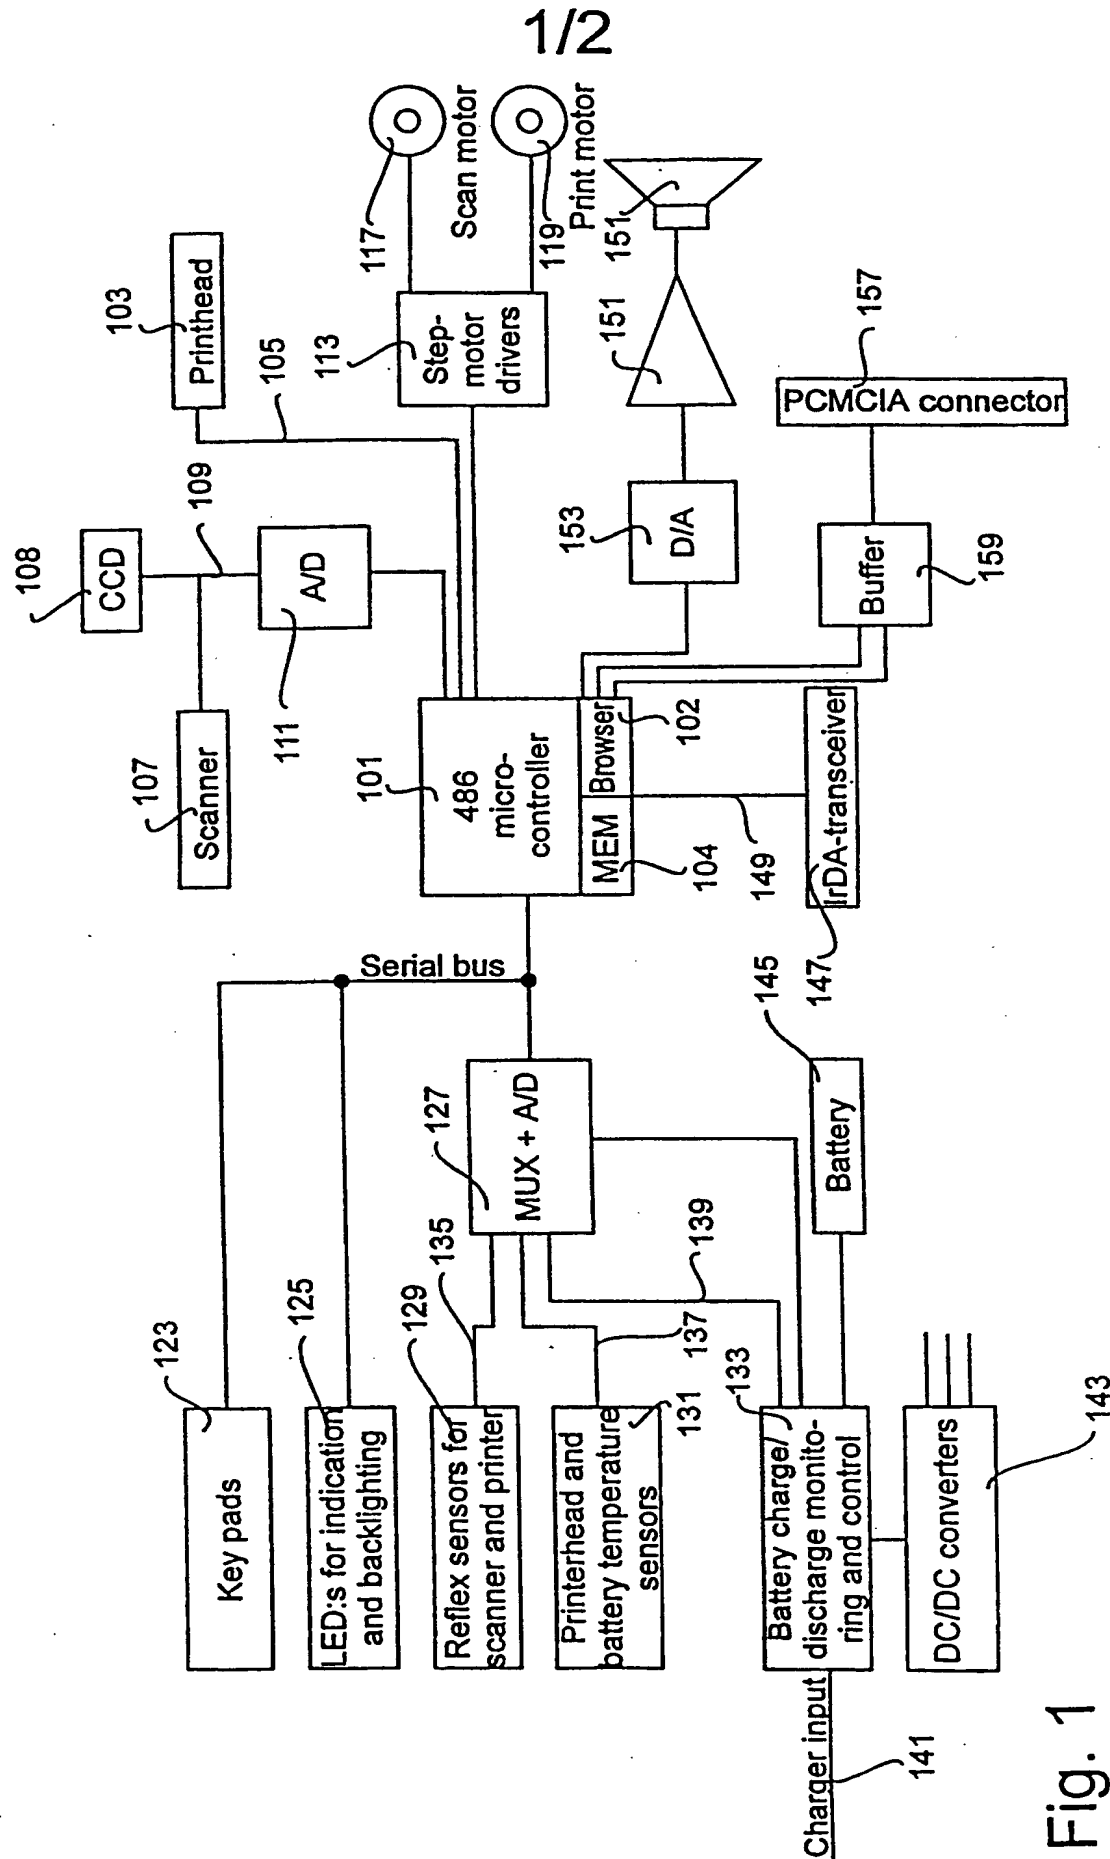 1/2
108
CCD
109
107
Scanner
A/D
111
103
Printhead
105
117
Scan motor
113
Step-
motor
drivers
119
Print motor
101
486
micro-
controller
MEM
Browser
104
102
153
D/A
151
151
157
PCMCIA connector
Buffer
159
149
IrDA-transceiver
147
Serial bus
123
Key pads
125
LED:s for indication
and backlighting
129
135
Reflex sensors for
scanner and printer
127
MUX + A/D
Printerhead and
battery temperature
sensors
131
137
139
145
Battery
133
Battery charge/
discharge monito-
ring and control
Charger input
141
DC/DC converters
143
Fig. 1